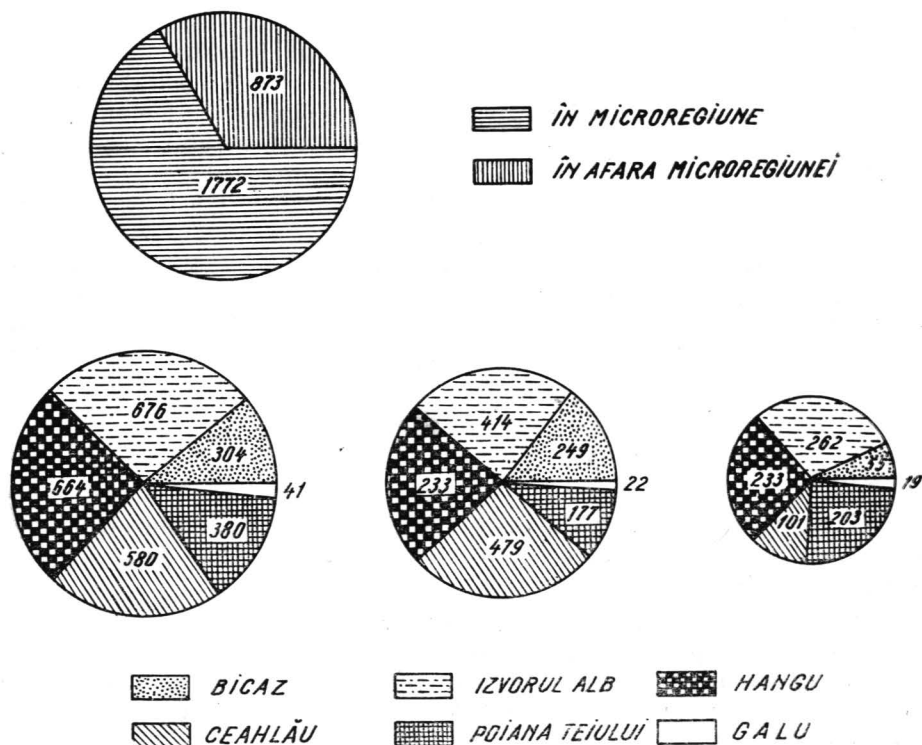 873
1772
ÎN MICROREGIUNE
ÎN AFARA MICROREGIUNEI
676
304
664
41
380
580
414
249
233
22
177
479
262
233
19
101
203
BICAZ
IZVORUL ALB
HANGU
CEAHLĂU
POIANA TEIULUI
GALU